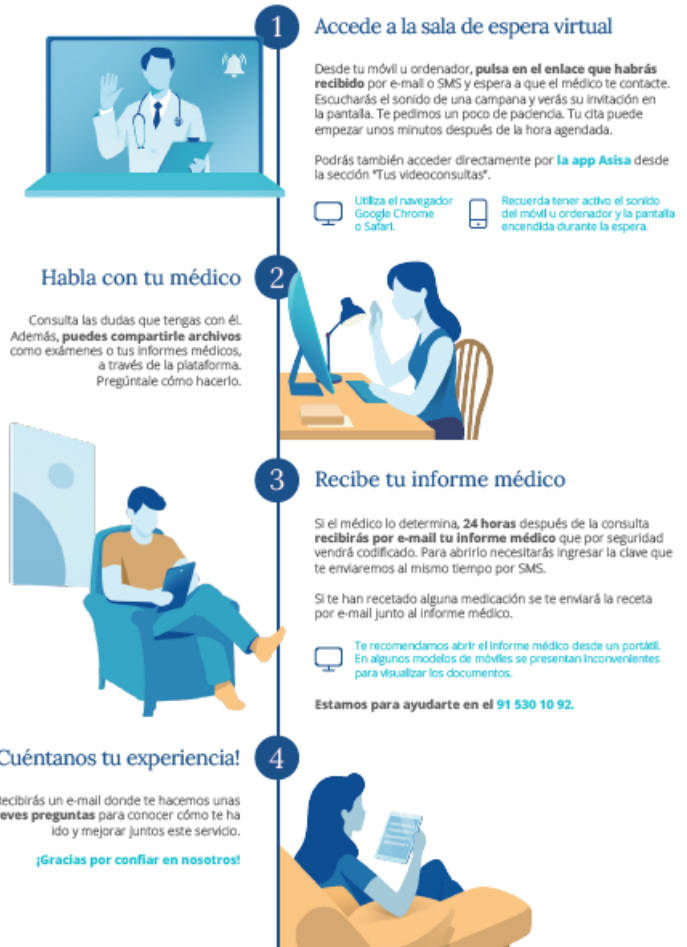 1
Accede a la sala de espera virtual
Desde tu móvil u ordenador, pulsa en el enlace que habrás
recibido por e-mail o SMS y espera a que el médico te contacte.
Escucharás el sonido de una campana y verás su invitación en
la pantalla. Te pedimos un poco de paciencia. Tu cita puede
empezar unos minutos después de la hora agendada.
Podrás también acceder directamente por la app Asisa desde
la sección "Tus videoconsultas".
Utiliza el navegador
Google Chrome
o Safari.
Recuerda tener activo el sonido
del móvil u ordenador y la pantalla
encendida durante la espera.
2
Habla con tu médico
Consulta las dudas que tengas con él.
Además, puedes compartirle archivos
como exámenes o tus informes médicos,
a través de la plataforma.
Pregúntale cómo hacerlo.
3
Recibe tu informe médico
Si el médico lo determina, 24 horas después de la consulta
recibirás por e-mail tu informe médico que por seguridad
vendrá codificado. Para abrirlo necesitarás ingresar la clave que
te enviaremos al mismo tiempo por SMS.
Si te han recetado alguna medicación se te enviará la receta
por e-mail junto al informe médico.
Te recomendamos abrir el informe médico desde un portátil.
En algunos modelos de móviles se presentan inconvenientes
para visualizar los documentos.
Estamos para ayudarte en el 91 530 10 92.
4
Cuéntanos tu experiencia!
ecibirás un e-mail donde te hacemos unas
eves preguntas para conocer cómo te ha
ido y mejorar juntos este servicio.
¡Gracias por confiar en nosotros!